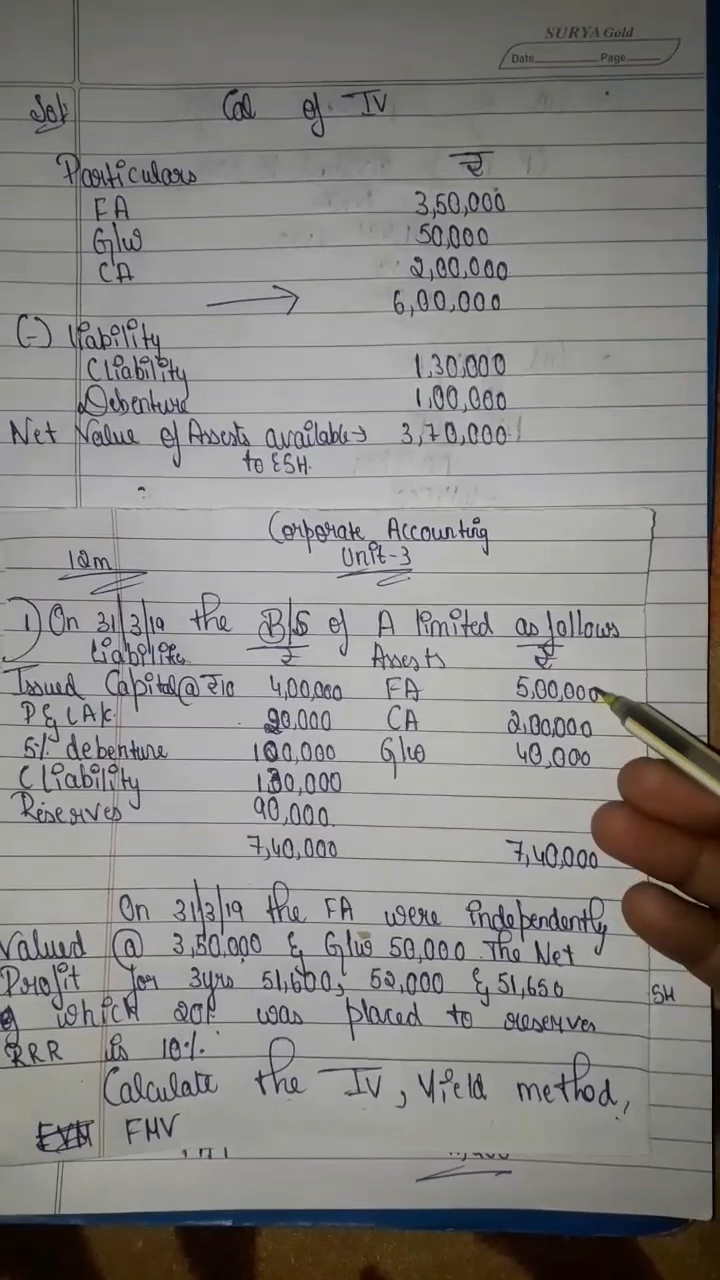 SURYA Gold
Date Page
Sol Cal of IV
Particulars ₹
FA 3,50,000
G/w 50,000
CA 2,00,000
6,00,000
(-) liability
C liability 1,30,000
Debenture 1,00,000
Net Value of Assests available 3,70,000
to ESH.
Corporate Accounting
12m Unit-3
1) On 31/3/19 the B/S of A limited as follows
₹ Assests ₹
Issued Capital @ ₹10 4,00,000 FA 5,00,000
P & L A/c 20,000 CA 2,00,000
5% debenture 100,000 G/w 40,000
C liability 130,000
Reserves 90,000
7,40,000 7,40,000
On 31/3/19 the FA were independently
Valued @ 3,50,000 & G/w 50,000. The Net
Profit for 3yrs 51,600, 52,000 & 51,650
SH
which 20% was placed to reserves
RRR is 10%.
Calculate the IV, Yield method,
FMV